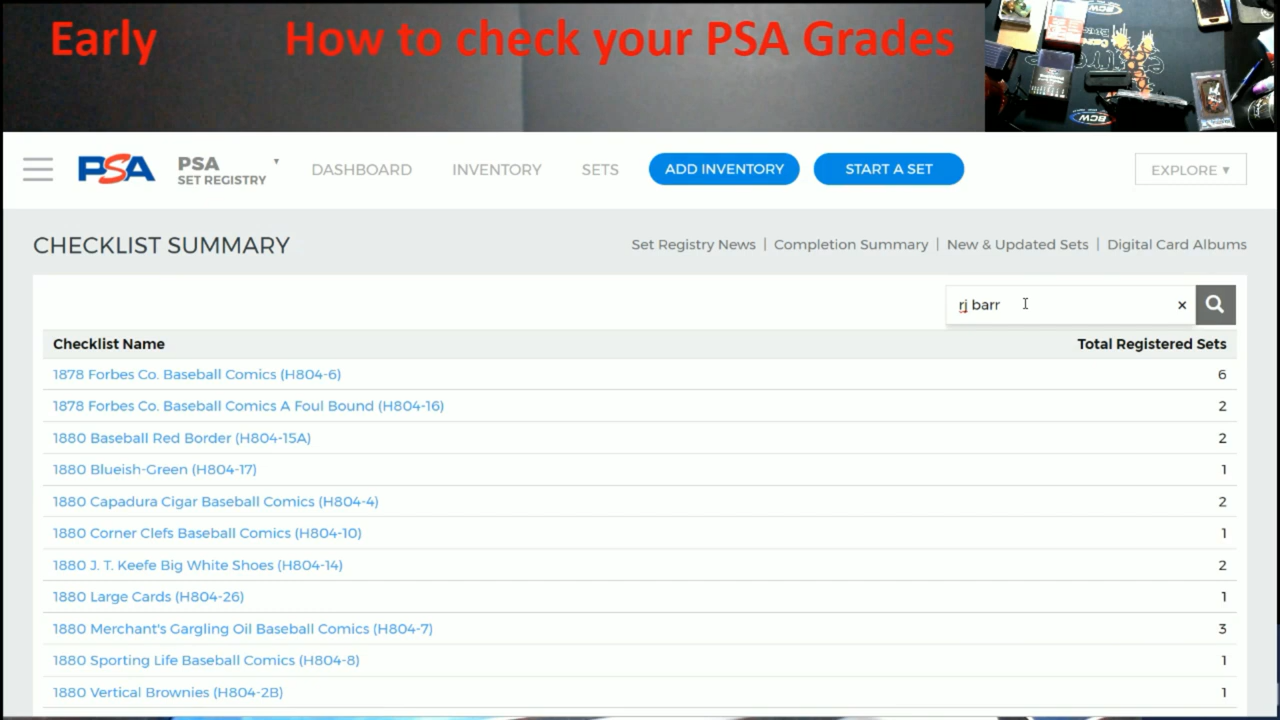 Early How to check your PSA Grades
BCW
BCW
PSA
PSA
SET REGISTRY
DASHBOARD
INVENTORY
SETS
ADD INVENTORY
START A SET
EXPLORE
CHECKLIST SUMMARY
Set Registry News | Completion Summary | New & Updated Sets | Digital Card Albums
rj barr
Checklist Name Total Registered Sets
1878 Forbes Co. Baseball Comics (H804-6) 6
1878 Forbes Co. Baseball Comics A Foul Bound (H804-16) 2
1880 Baseball Red Border (H804-15A) 2
1880 Blueish-Green (H804-17) 1
1880 Capadura Cigar Baseball Comics (H804-4) 2
1880 Corner Clefs Baseball Comics (H804-10) 1
1880 J. T. Keefe Big White Shoes (H804-14) 2
1880 Large Cards (H804-26) 1
1880 Merchant's Gargling Oil Baseball Comics (H804-7) 3
1880 Sporting Life Baseball Comics (H804-8) 1
1880 Vertical Brownies (H804-2B) 1